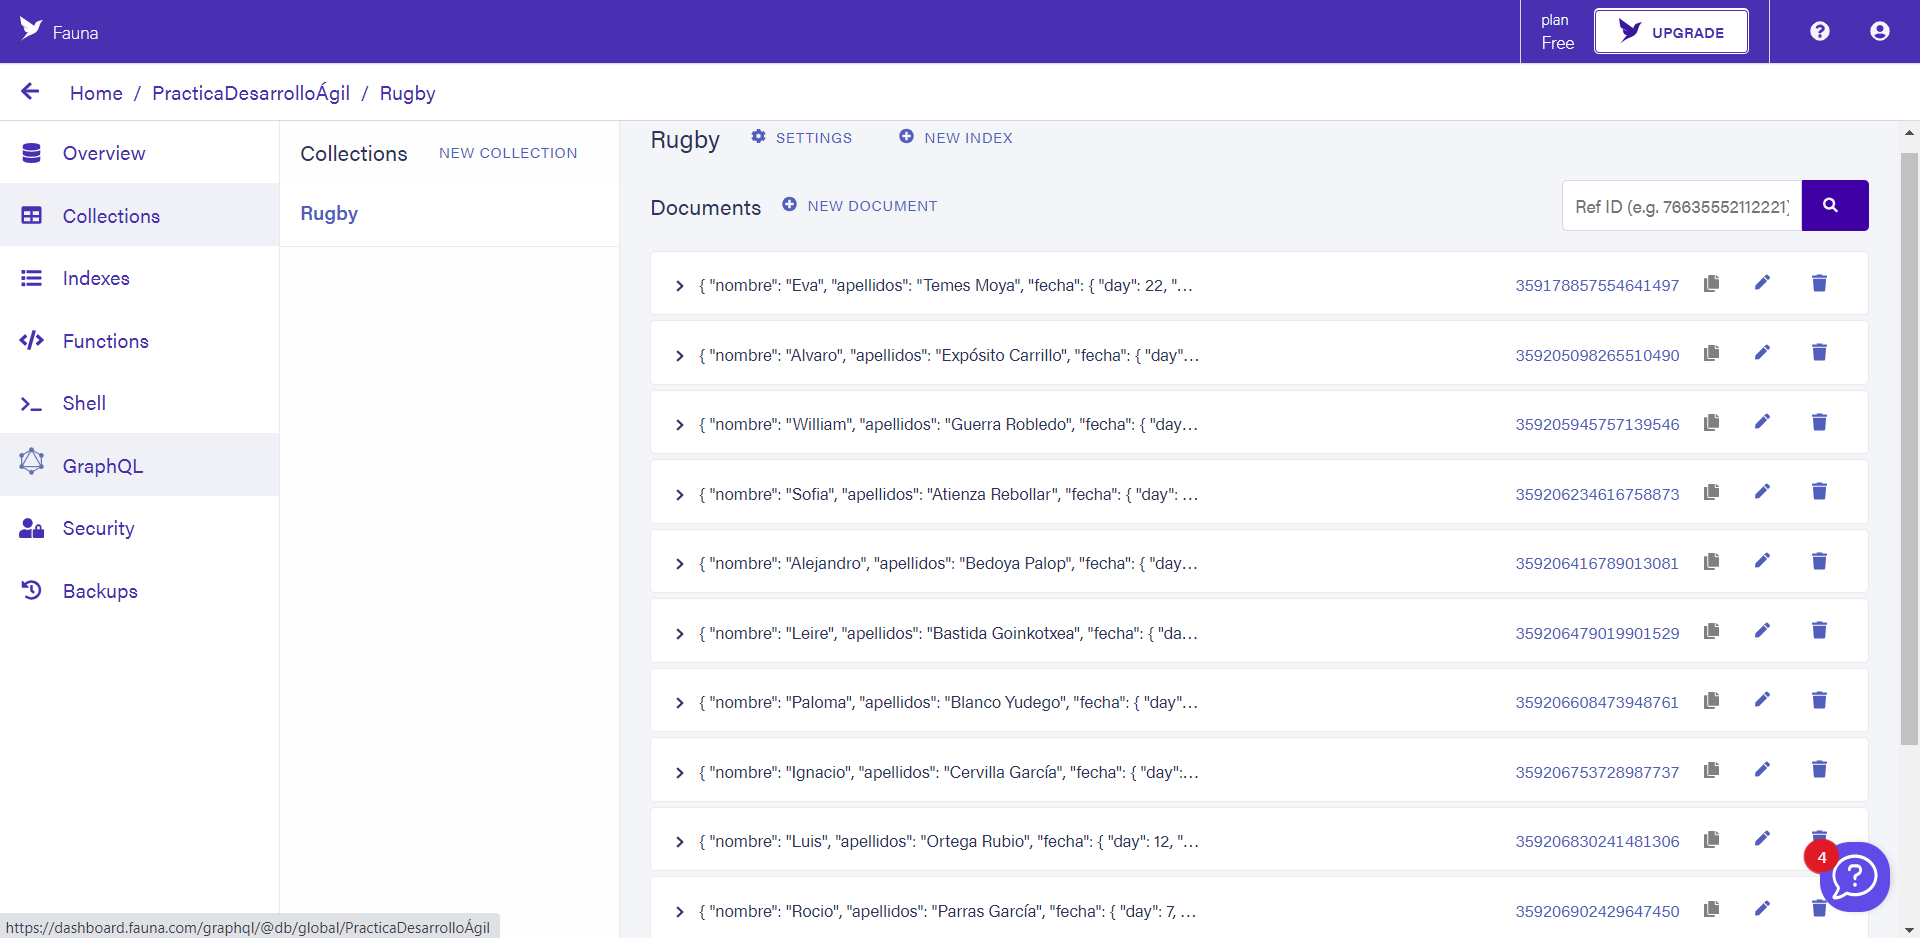 Fauna
plan
Free
UPGRADE
Home / PracticaDesarrolloÁgil / Rugby
Overview
Collections
Indexes
Functions
Shell
GraphQL
Security
Backups
Collections NEW COLLECTION
Rugby
Rugby SETTINGS NEW INDEX
Documents NEW DOCUMENT
Ref ID (e.g. 76635552112221)
{ "nombre": "Eva", "apellidos": "Temes Moya", "fecha": { "day": 22, "... 359178857554641497
{ "nombre": "Alvaro", "apellidos": "Expósito Carrillo", "fecha": { "day"... 359205098265510490
{ "nombre": "William", "apellidos": "Guerra Robledo", "fecha": { "day... 359205945757139546
{ "nombre": "Sofia", "apellidos": "Atienza Rebollar", "fecha": { "day": ... 359206234616758873
{ "nombre": "Alejandro", "apellidos": "Bedoya Palop", "fecha": { "day... 359206416789013081
{ "nombre": "Leire", "apellidos": "Bastida Goinkotxea", "fecha": { "da... 359206479019901529
{ "nombre": "Paloma", "apellidos": "Blanco Yudego", "fecha": { "day"... 359206608473948761
{ "nombre": "Ignacio", "apellidos": "Cervilla García", "fecha": { "day":... 359206753728987737
{ "nombre": "Luis", "apellidos": "Ortega Rubio", "fecha": { "day": 12, "... 359206830241481306
{ "nombre": "Rocio", "apellidos": "Parras García", "fecha": { "day": 7, ... 359206902429647450
4
https://dashboard.fauna.com/graphql/@db/global/PracticaDesarrolloÁgil